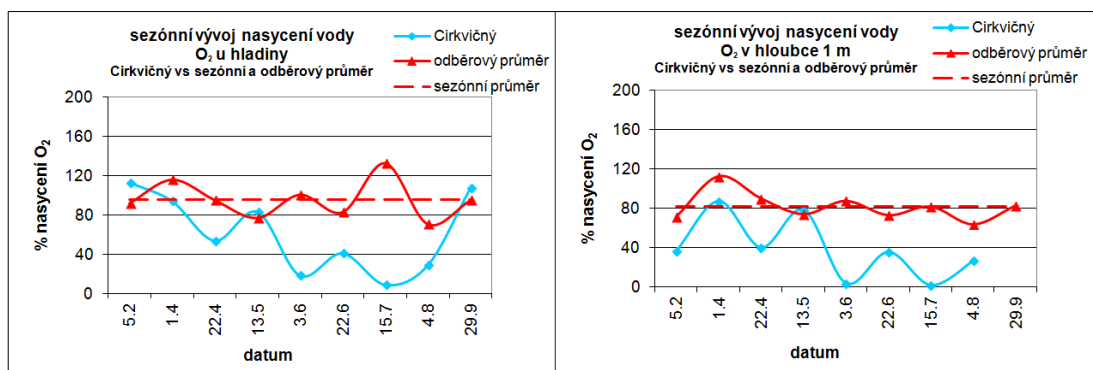 sezónní vývoj nasycení vody
O₂ u hladiny
Cirkvičný vs sezónní a odběrový průměr
Cirkvičný
odběrový průměr
sezónní průměr
% nasycení O₂
200
160
120
80
40
0
5.2
1.4
22.4
13.5
3.6
22.6
15.7
4.8
29.9
datum
sezónní vývoj nasycení vody
O₂ v hloubce 1 m
Cirkvičný vs sezónní a odběrový průměr
Cirkvičný
odběrový průměr
sezónní průměr
% nasycení O₂
200
160
120
80
40
0
5.2
1.4
22.4
13.5
3.6
22.6
15.7
4.8
29.9
datum